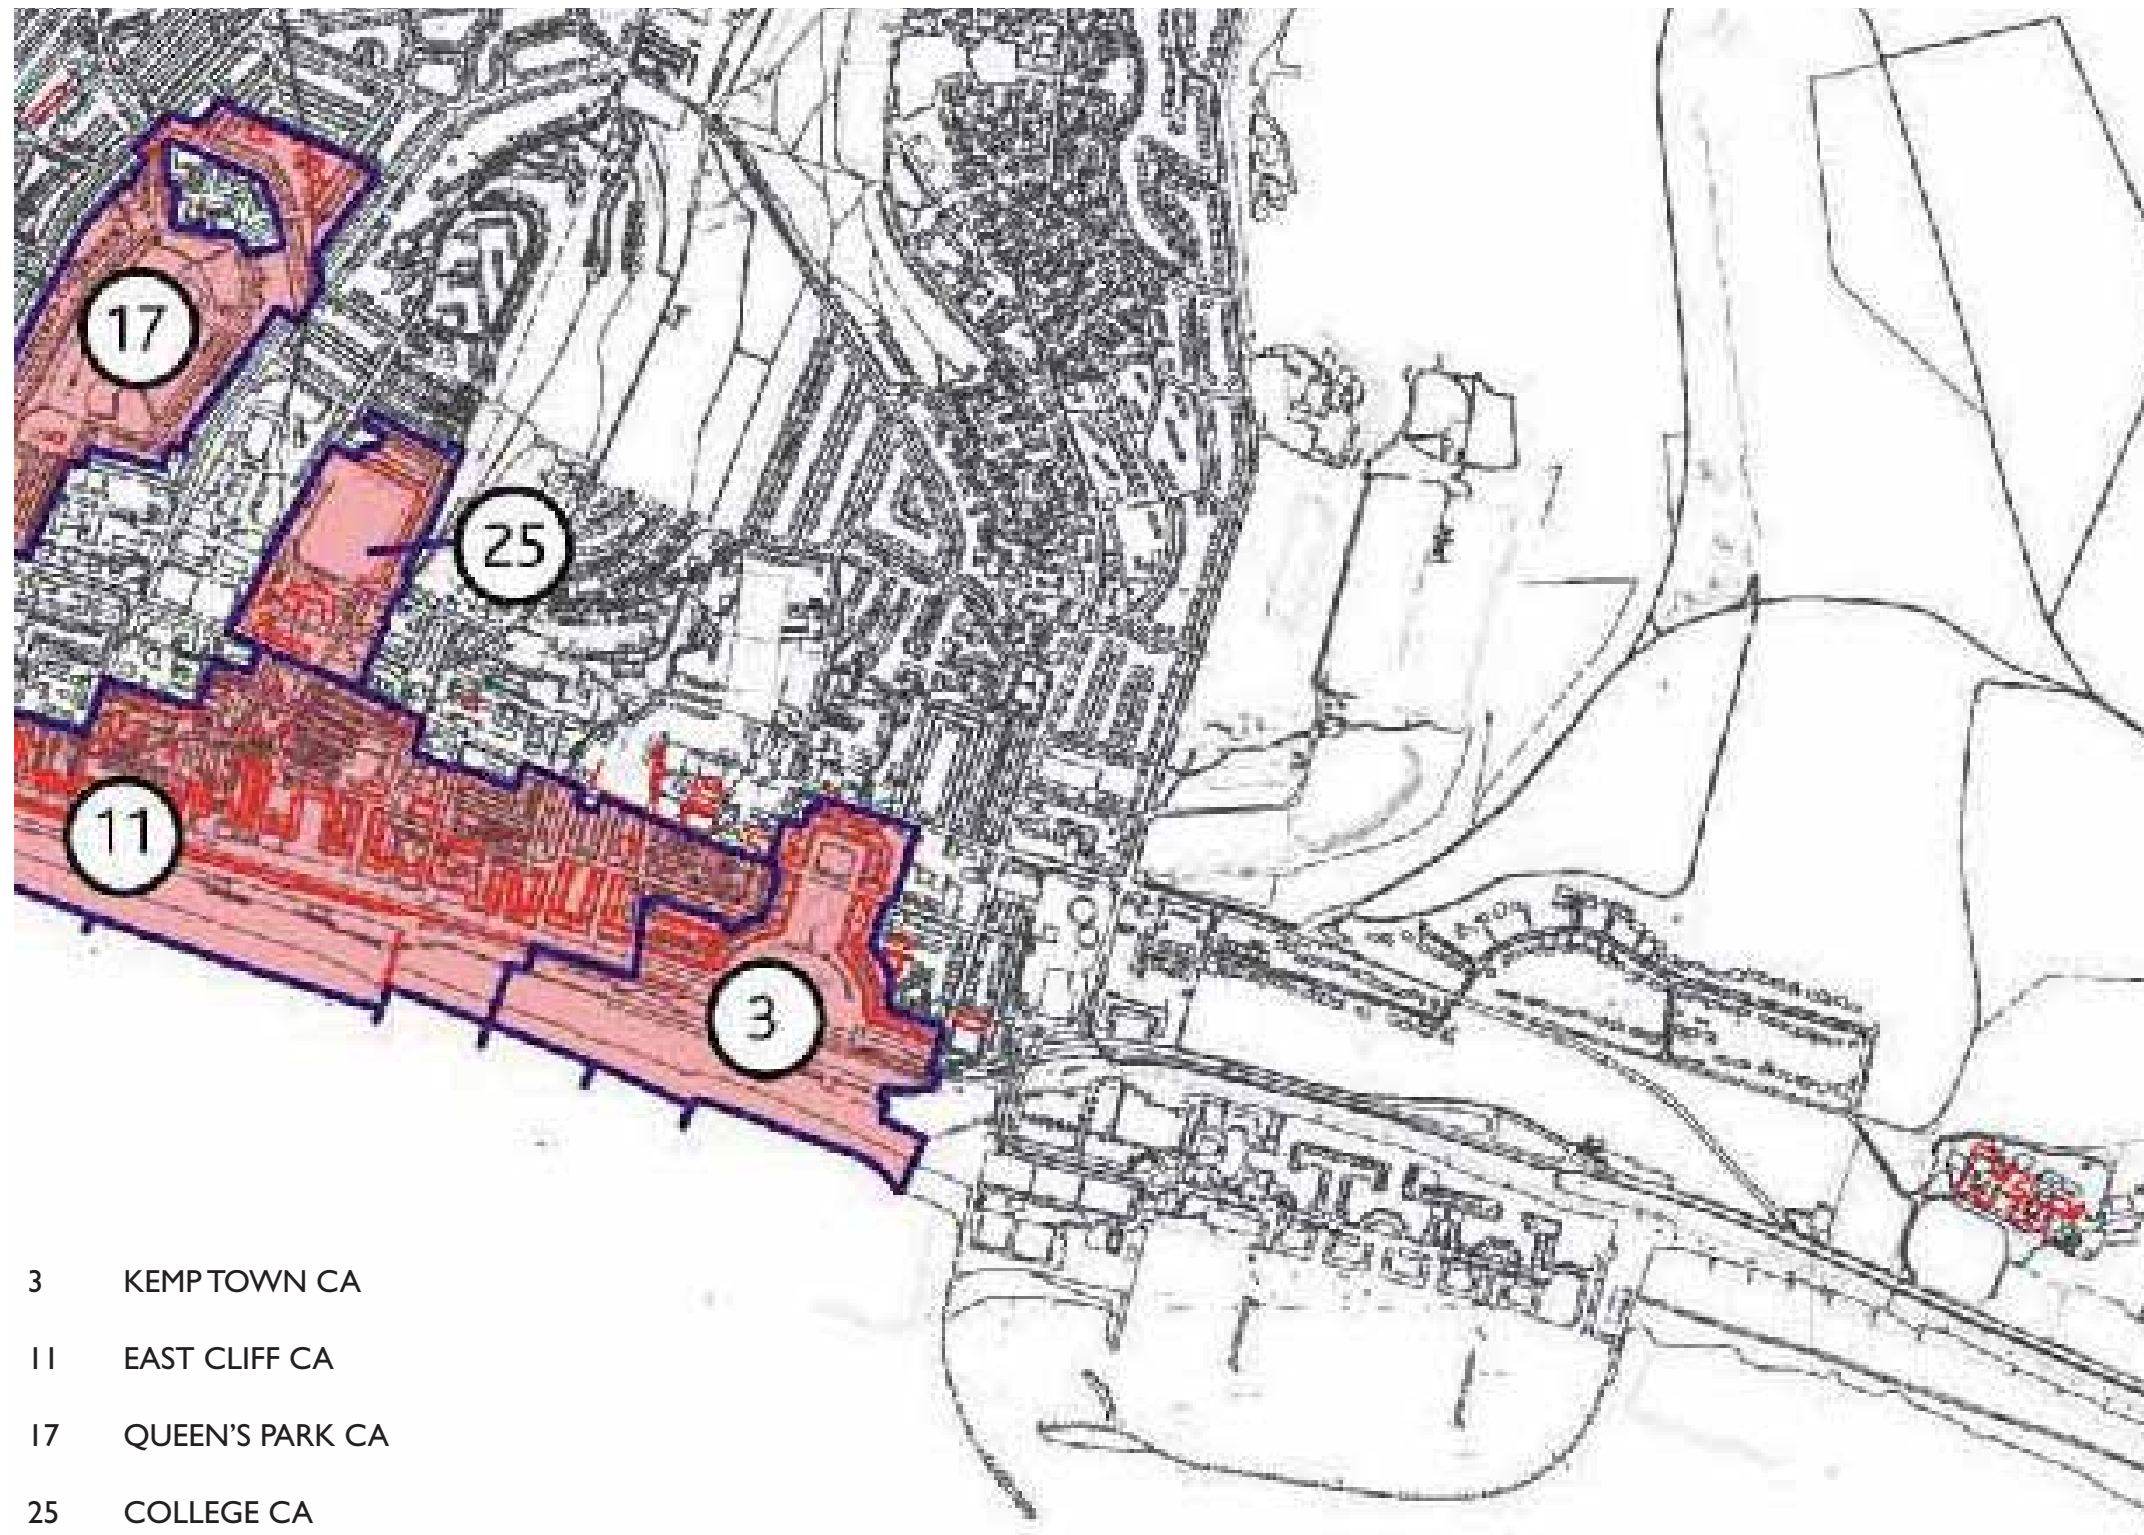 17
25
11
3
3 KEMP TOWN CA
11 EAST CLIFF CA
17 QUEEN'S PARK CA
25 COLLEGE CA